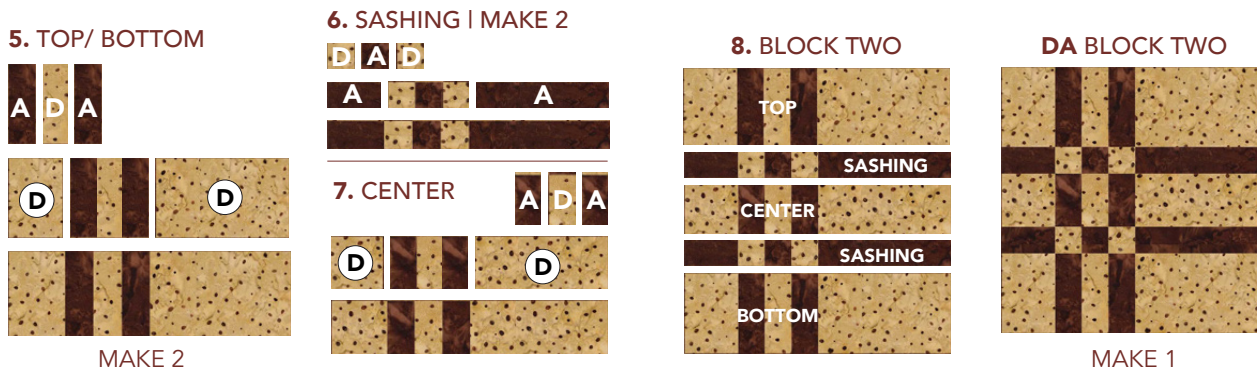 5. TOP/ BOTTOM
A D A
D D
MAKE 2
6. SASHING | MAKE 2
D A D
A A
7. CENTER
A D A
D D
8. BLOCK TWO
TOP
SASHING
CENTER
SASHING
BOTTOM
DA BLOCK TWO
MAKE 1